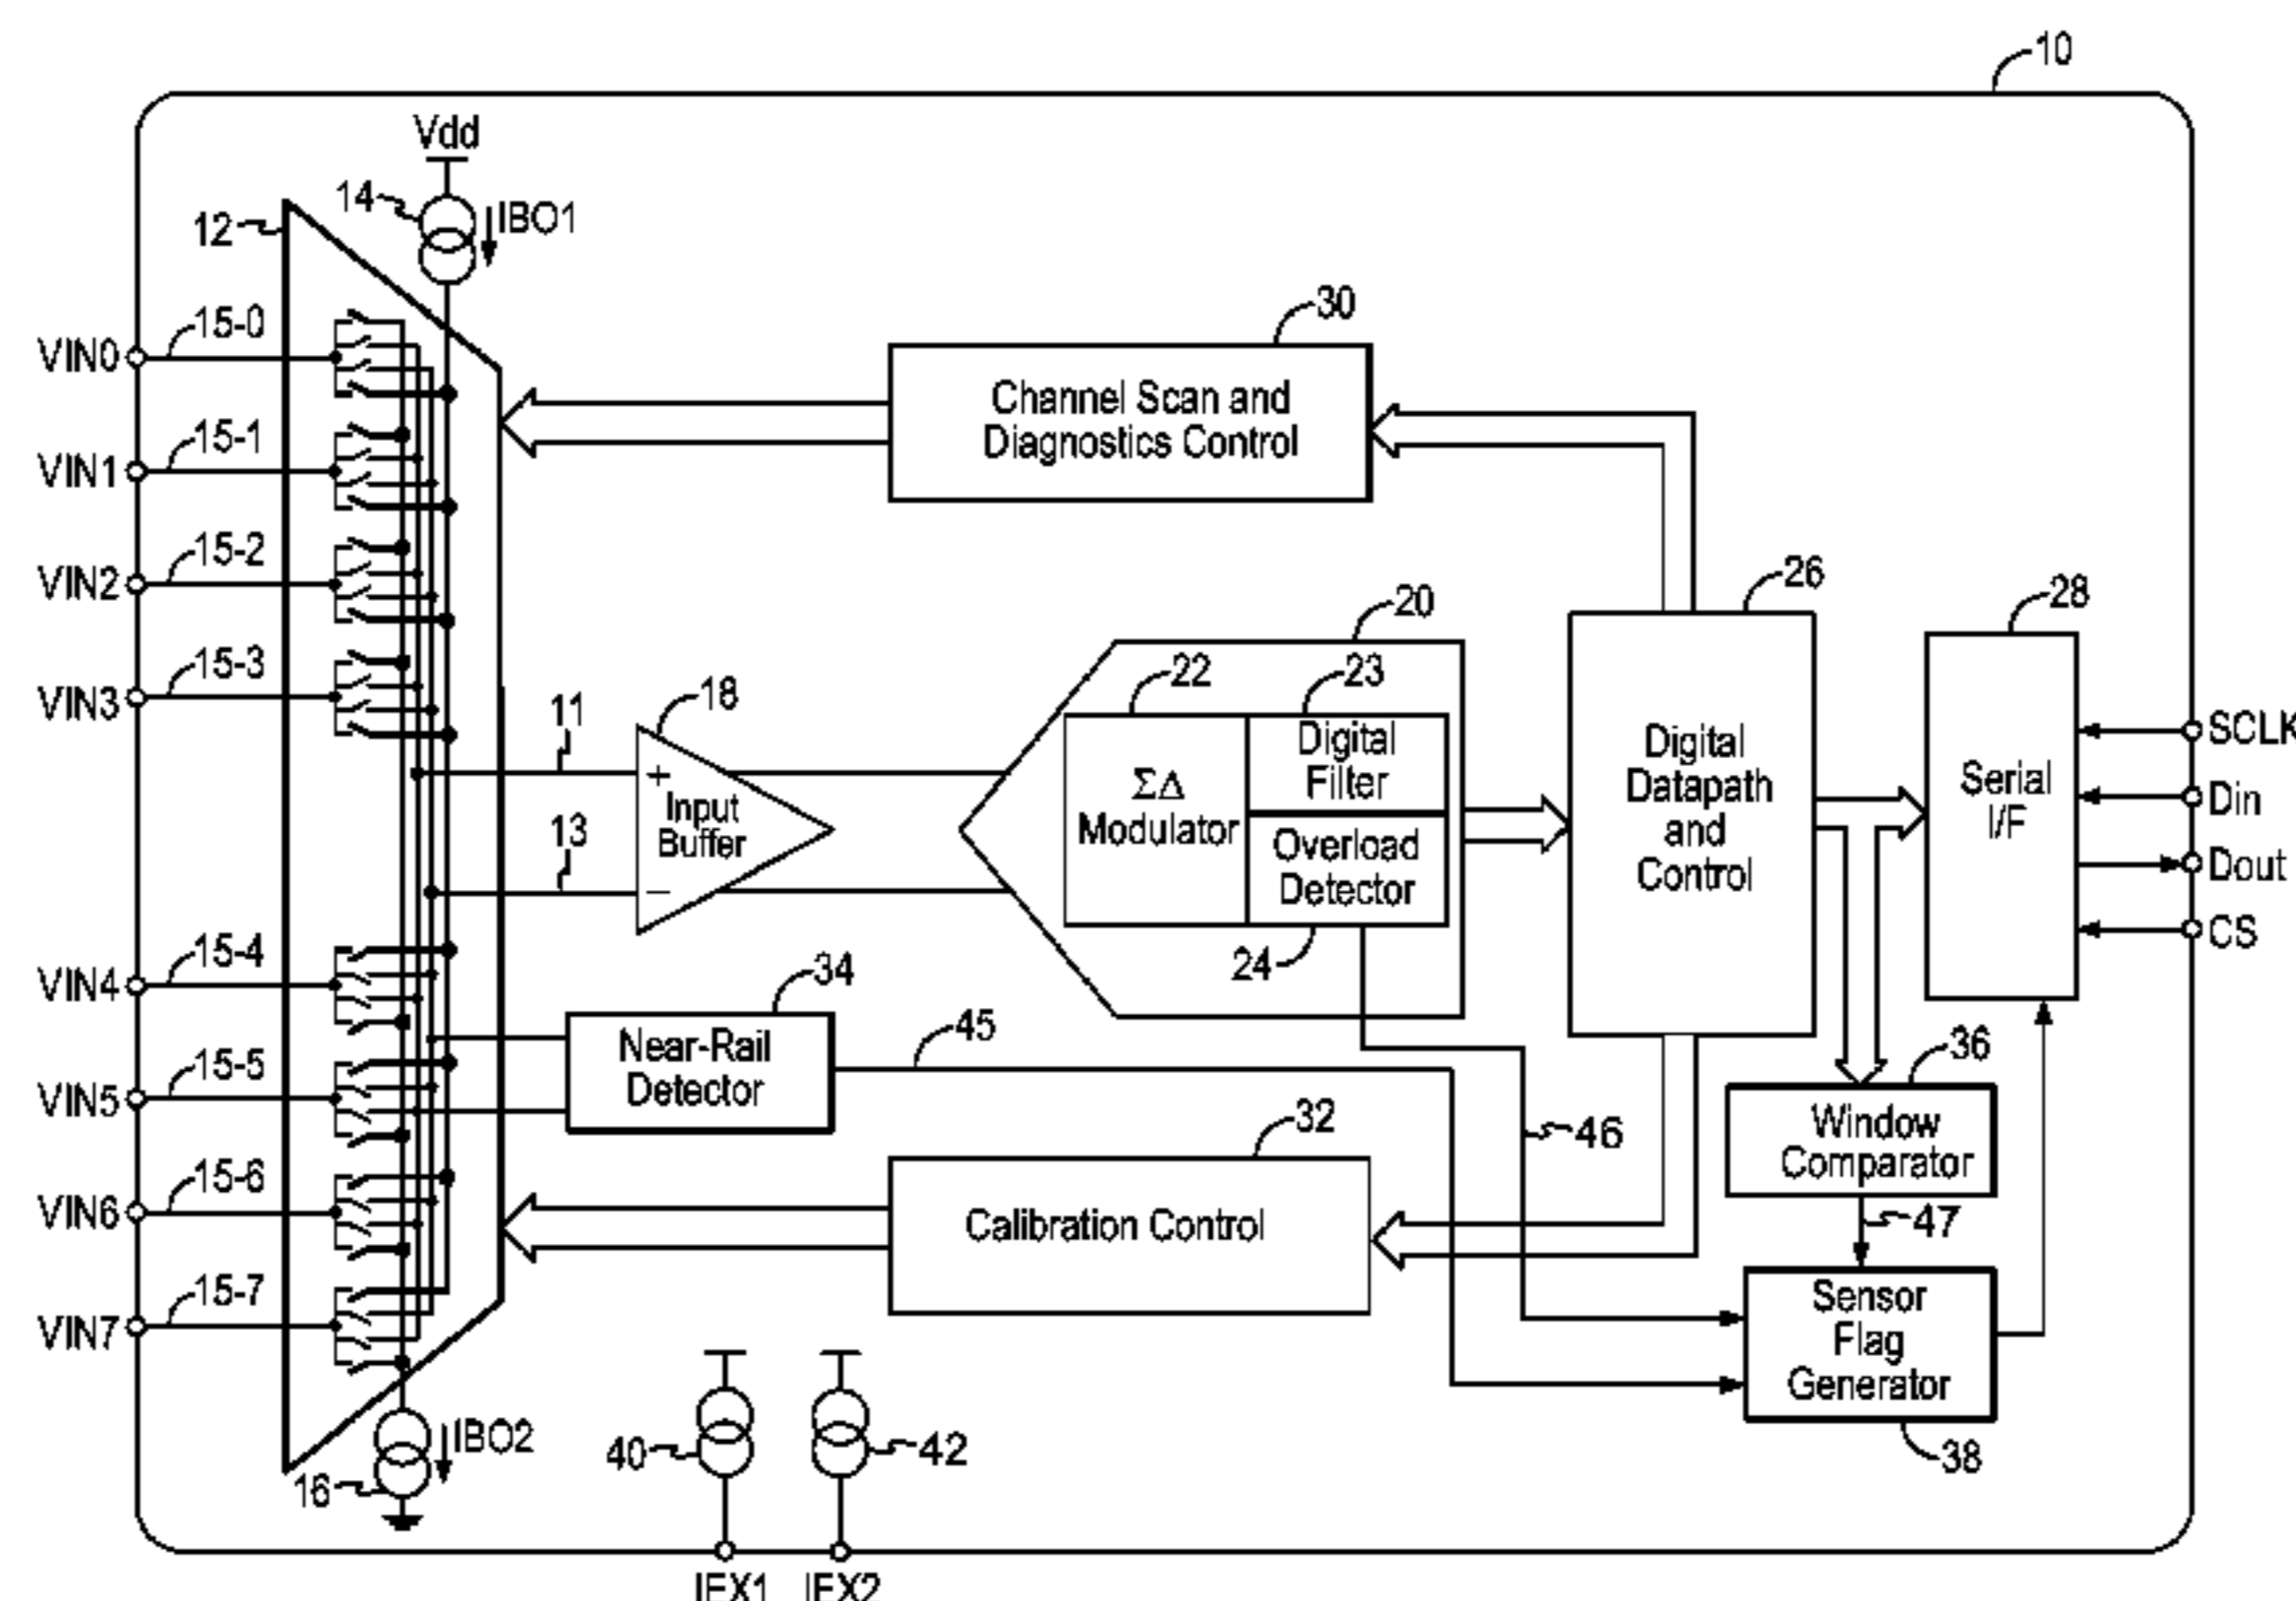 10
Vdd
14
IBO1
12
15-0
VIN0
15-1
VIN1
15-2
VIN2
15-3
VIN3
15-4
VIN4
15-5
VIN5
15-6
VIN6
15-7
VIN7
IBO2
16
30
Channel Scan and
Diagnostics Control
11
13
18
+
Input
Buffer
−
20
22
ΣΔ
Modulator
23
Digital
Filter
Overload
Detector
24
26
Digital
Datapath
and
Control
28
Serial
I/F
SCLK
Din
Dout
CS
34
Near-Rail
Detector
45
46
32
Calibration Control
36
Window
Comparator
47
Sensor
Flag
Generator
38
40
42
IEX1
IEX2